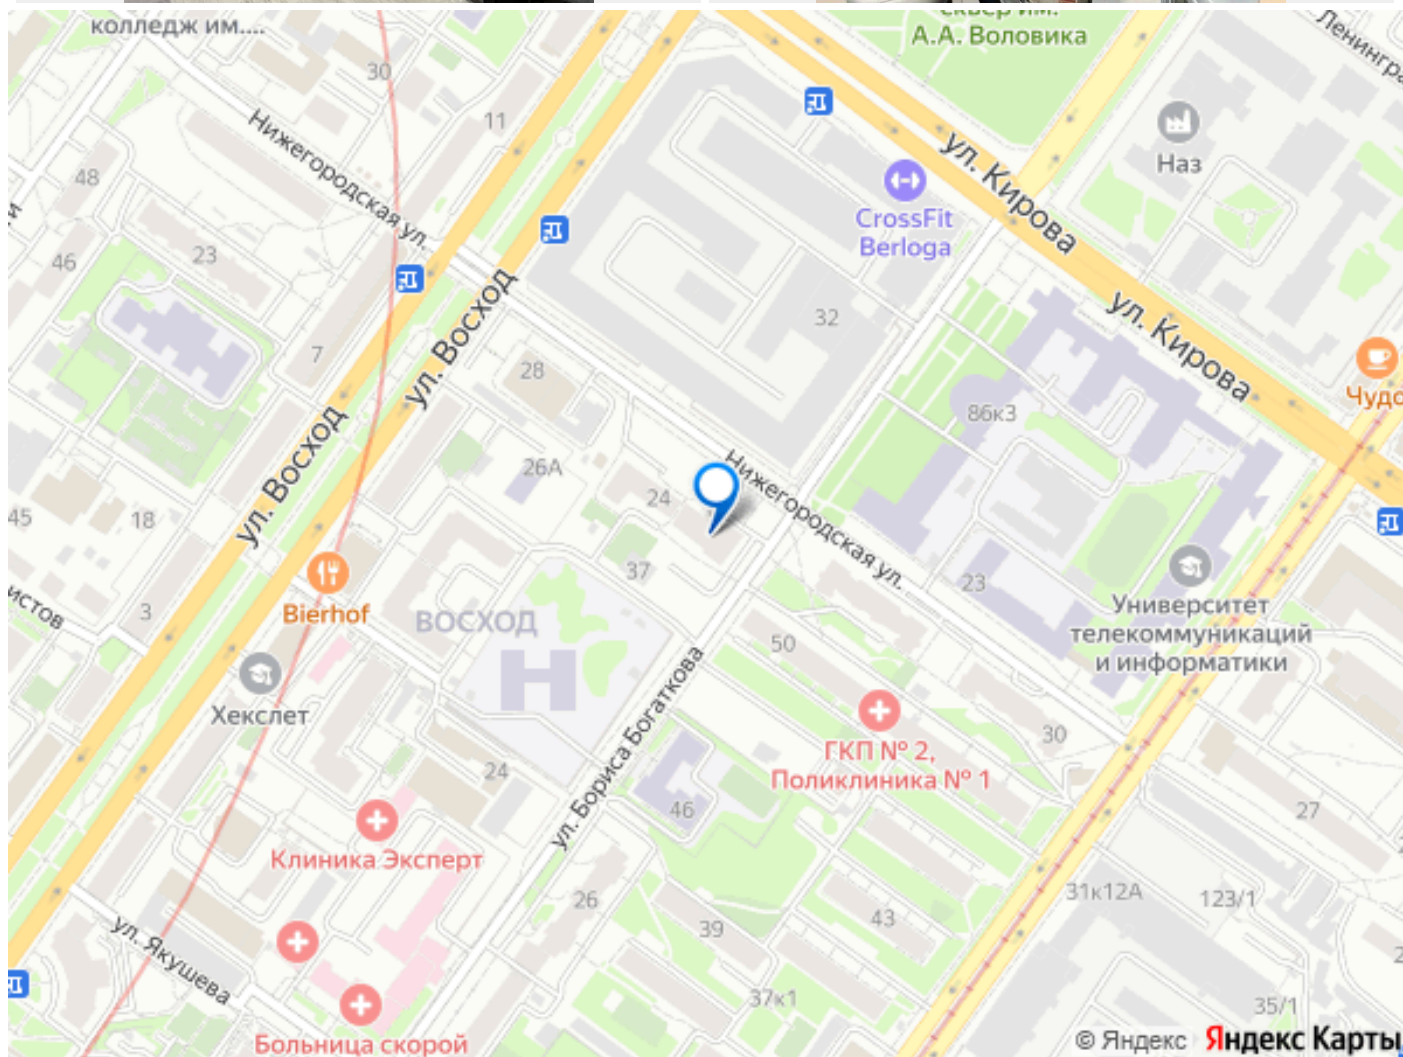 колледж им....
сквер им.
А.А. Воловика
30
11
Нижегородская ул.
48
46
23
ул. Кирова
Наз
CrossFit
Berloga
32
ул. Восход
7
28
ул. Кирова
Чудо
86к3
26А
24
Нижегородская ул.
ул. Восход
45
18
37
23
истов
3
Bierhof
ВОСХОД
Университет
телекоммуникаций
и информатики
50
Хекслет
ул. Бориса Богаткова
ГКП № 2,
Поликлиника № 1
30
24
46
27
Клиника Эксперт
26
39
43
31к12А
123/1
ул. Якушева
37к1
35/1
Больница скорой
© Яндекс Яндекс Карты